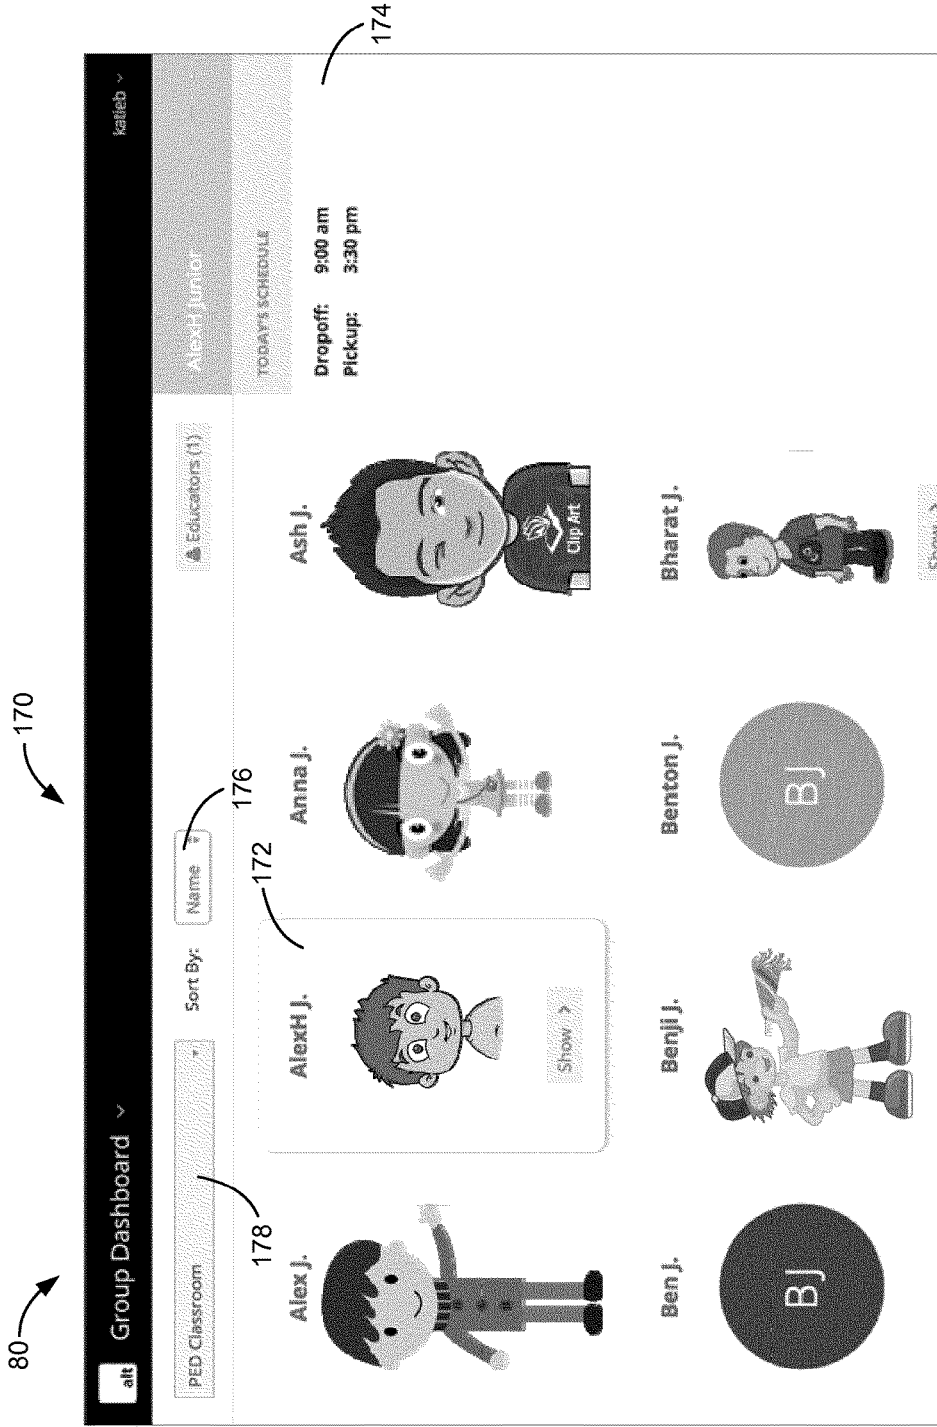 80
170
alt
Group Dashboard
katieb
PED Classroom
Sort By:
Name
Educators (1)
AlexH Junior
178
176
TODAY'S SCHEDULE
174
172
Dropoff: 9:00 am
Pickup: 3:30 pm
Alex J.
AlexH J.
Anna J.
Ash J.
Show >
Clip Art
Ben J.
Benji J.
Benton J.
Bharat J.
BJ
BJ
Show >